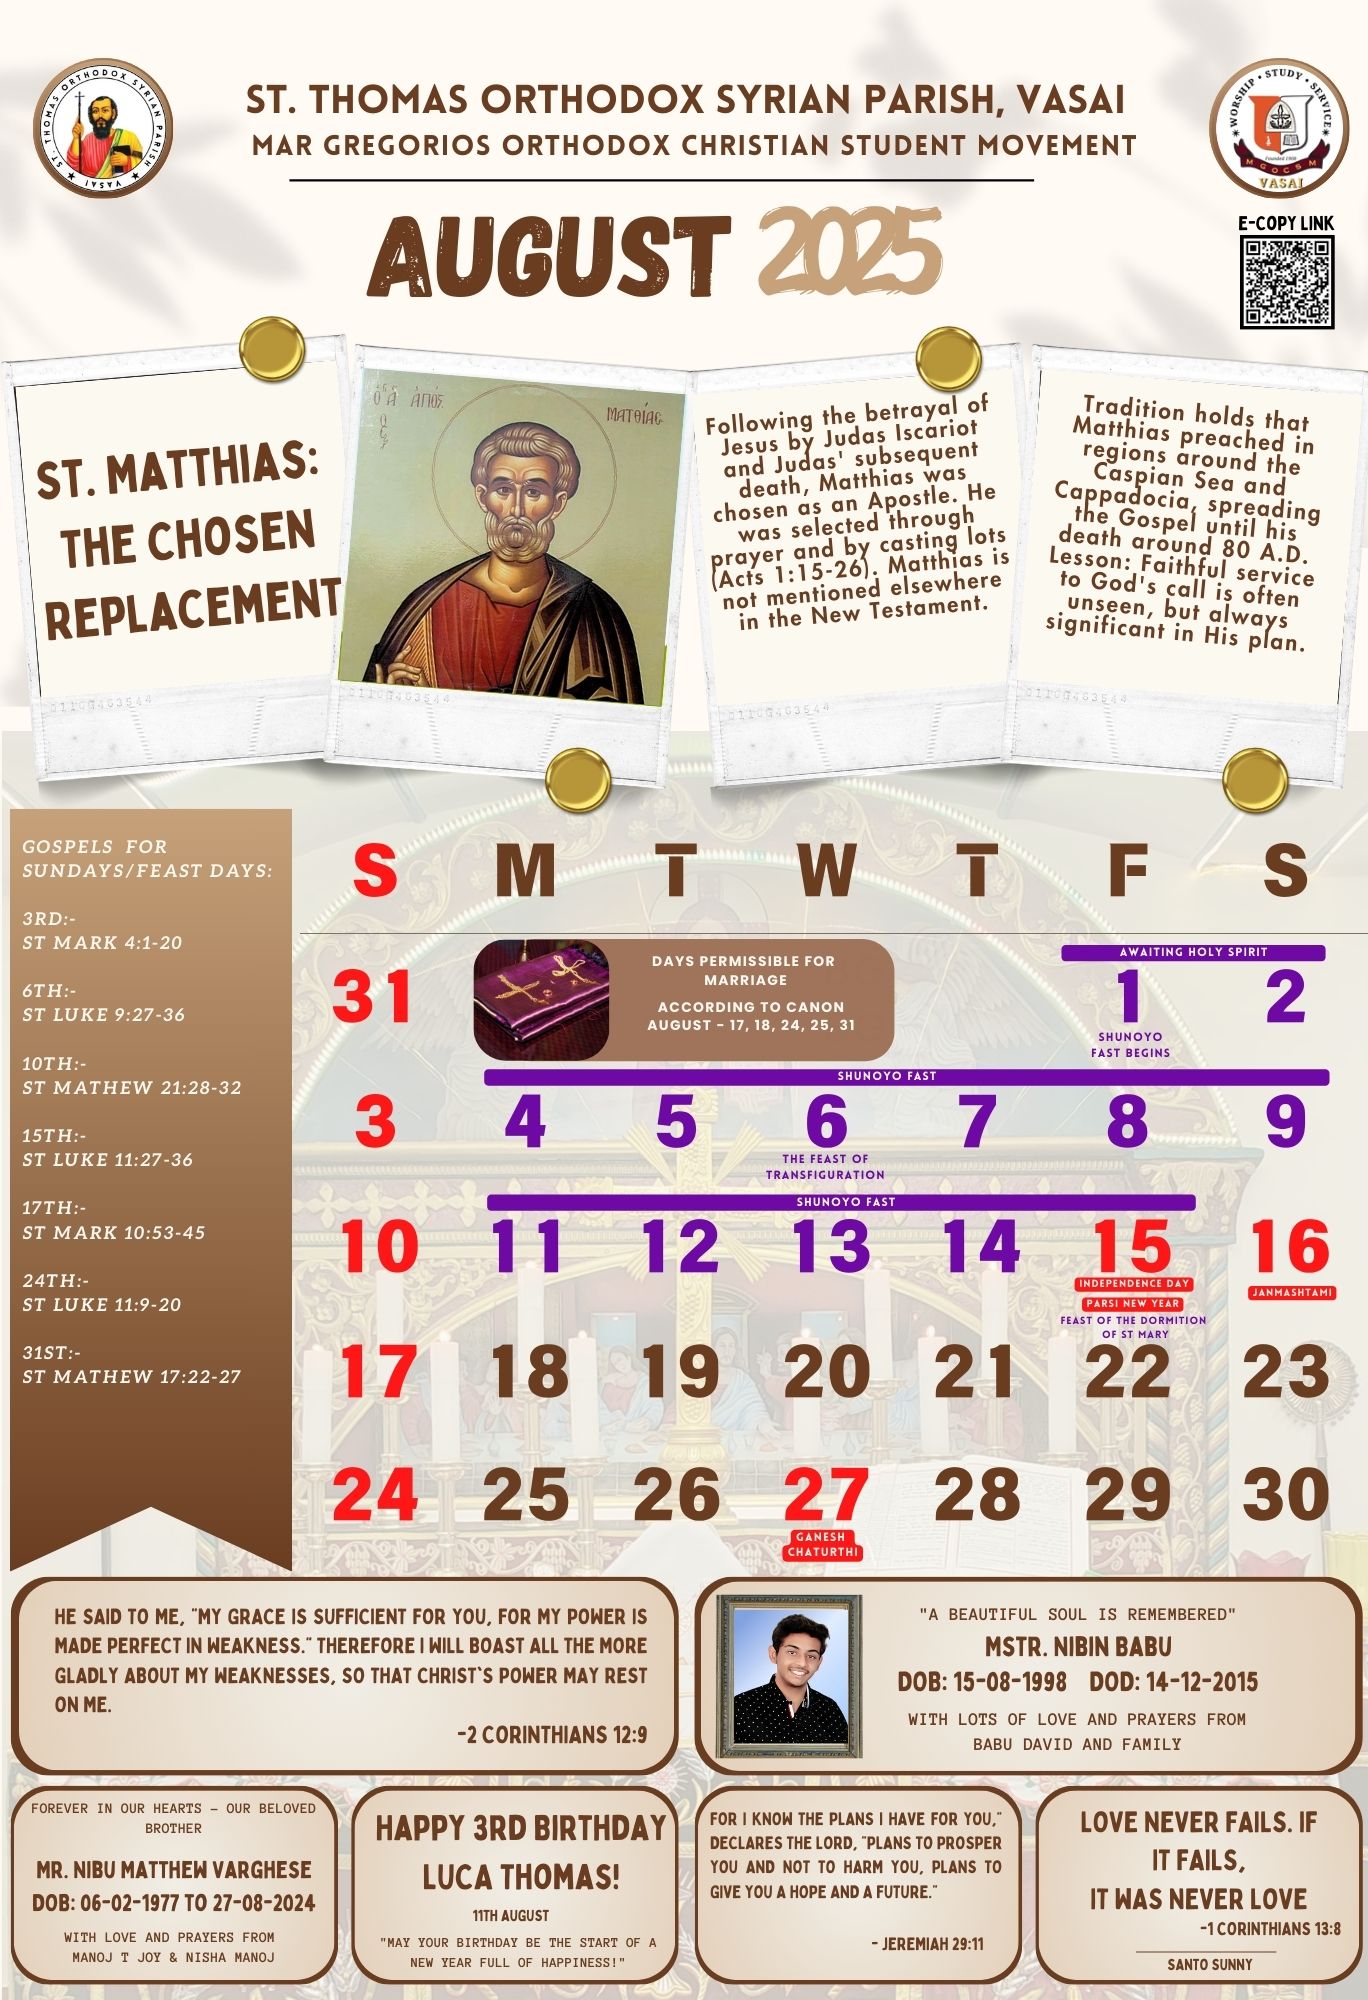 ST. THOMAS ORTHODOX SYRIAN PARISH
VASAI
ST. THOMAS ORTHODOX SYRIAN PARISH, VASAI
MAR GREGORIOS ORTHODOX CHRISTIAN STUDENT MOVEMENT
WORSHIP • STUDY • SERVICE
MGOCSM
VASAI
AUGUST 2025
E-COPY LINK
ST. MATTHIAS:
THE CHOSEN
REPLACEMENT
ΜΑΤΘΊΑΣ
Following the betrayal of
Jesus by Judas Iscariot
and Judas' subsequent
death, Matthias was
chosen as an Apostle. He
was selected through
prayer and by casting lots
(Acts 1:15-26). Matthias is
not mentioned elsewhere
in the New Testament.
Tradition holds that
Matthias preached in
regions around the
Caspian Sea and
Cappadocia, spreading
the Gospel until his
death around 80 A.D.
Lesson: Faithful service
to God's call is often
unseen, but always
significant in His plan.
GOSPELS FOR
SUNDAYS/FEAST DAYS:
3RD:-
ST MARK 4:1-20
6TH:-
ST LUKE 9:27-36
10TH:-
ST MATHEW 21:28-32
15TH:-
ST LUKE 11:27-36
17TH:-
ST MARK 10:53-45
24TH:-
ST LUKE 11:9-20
31ST:-
ST MATHEW 17:22-27
S M T W T F S
DAYS PERMISSIBLE FOR
MARRIAGE
ACCORDING TO CANON
AUGUST - 17, 18, 24, 25, 31
AWAITING HOLY SPIRIT
31 1 2
SHUNOYO
FAST BEGINS
SHUNOYO FAST
3 4 5 6 7 8 9
THE FEAST OF
TRANSFIGURATION
SHUNOYO FAST
10 11 12 13 14 15 16
INDEPENDENCE DAY
PARSI NEW YEAR
FEAST OF THE DORMITION
OF ST MARY
JANMASHTAMI
17 18 19 20 21 22 23
24 25 26 27 28 29 30
GANESH
CHATURTHI
HE SAID TO ME, "MY GRACE IS SUFFICIENT FOR YOU, FOR MY POWER IS
MADE PERFECT IN WEAKNESS." THEREFORE I WILL BOAST ALL THE MORE
GLADLY ABOUT MY WEAKNESSES, SO THAT CHRIST'S POWER MAY REST
ON ME.
-2 CORINTHIANS 12:9
"A BEAUTIFUL SOUL IS REMEMBERED"
MSTR. NIBIN BABU
DOB: 15-08-1998 DOD: 14-12-2015
WITH LOTS OF LOVE AND PRAYERS FROM
BABU DAVID AND FAMILY
FOREVER IN OUR HEARTS – OUR BELOVED
BROTHER
MR. NIBU MATTHEW VARGHESE
DOB: 06-02-1977 TO 27-08-2024
WITH LOVE AND PRAYERS FROM
MANOJ T JOY & NISHA MANOJ
HAPPY 3RD BIRTHDAY
LUCA THOMAS!
11TH AUGUST
"MAY YOUR BIRTHDAY BE THE START OF A
NEW YEAR FULL OF HAPPINESS!"
FOR I KNOW THE PLANS I HAVE FOR YOU,"
DECLARES THE LORD, "PLANS TO PROSPER
YOU AND NOT TO HARM YOU, PLANS TO
GIVE YOU A HOPE AND A FUTURE."
- JEREMIAH 29:11
LOVE NEVER FAILS. IF
IT FAILS,
IT WAS NEVER LOVE
-1 CORINTHIANS 13:8
SANTO SUNNY